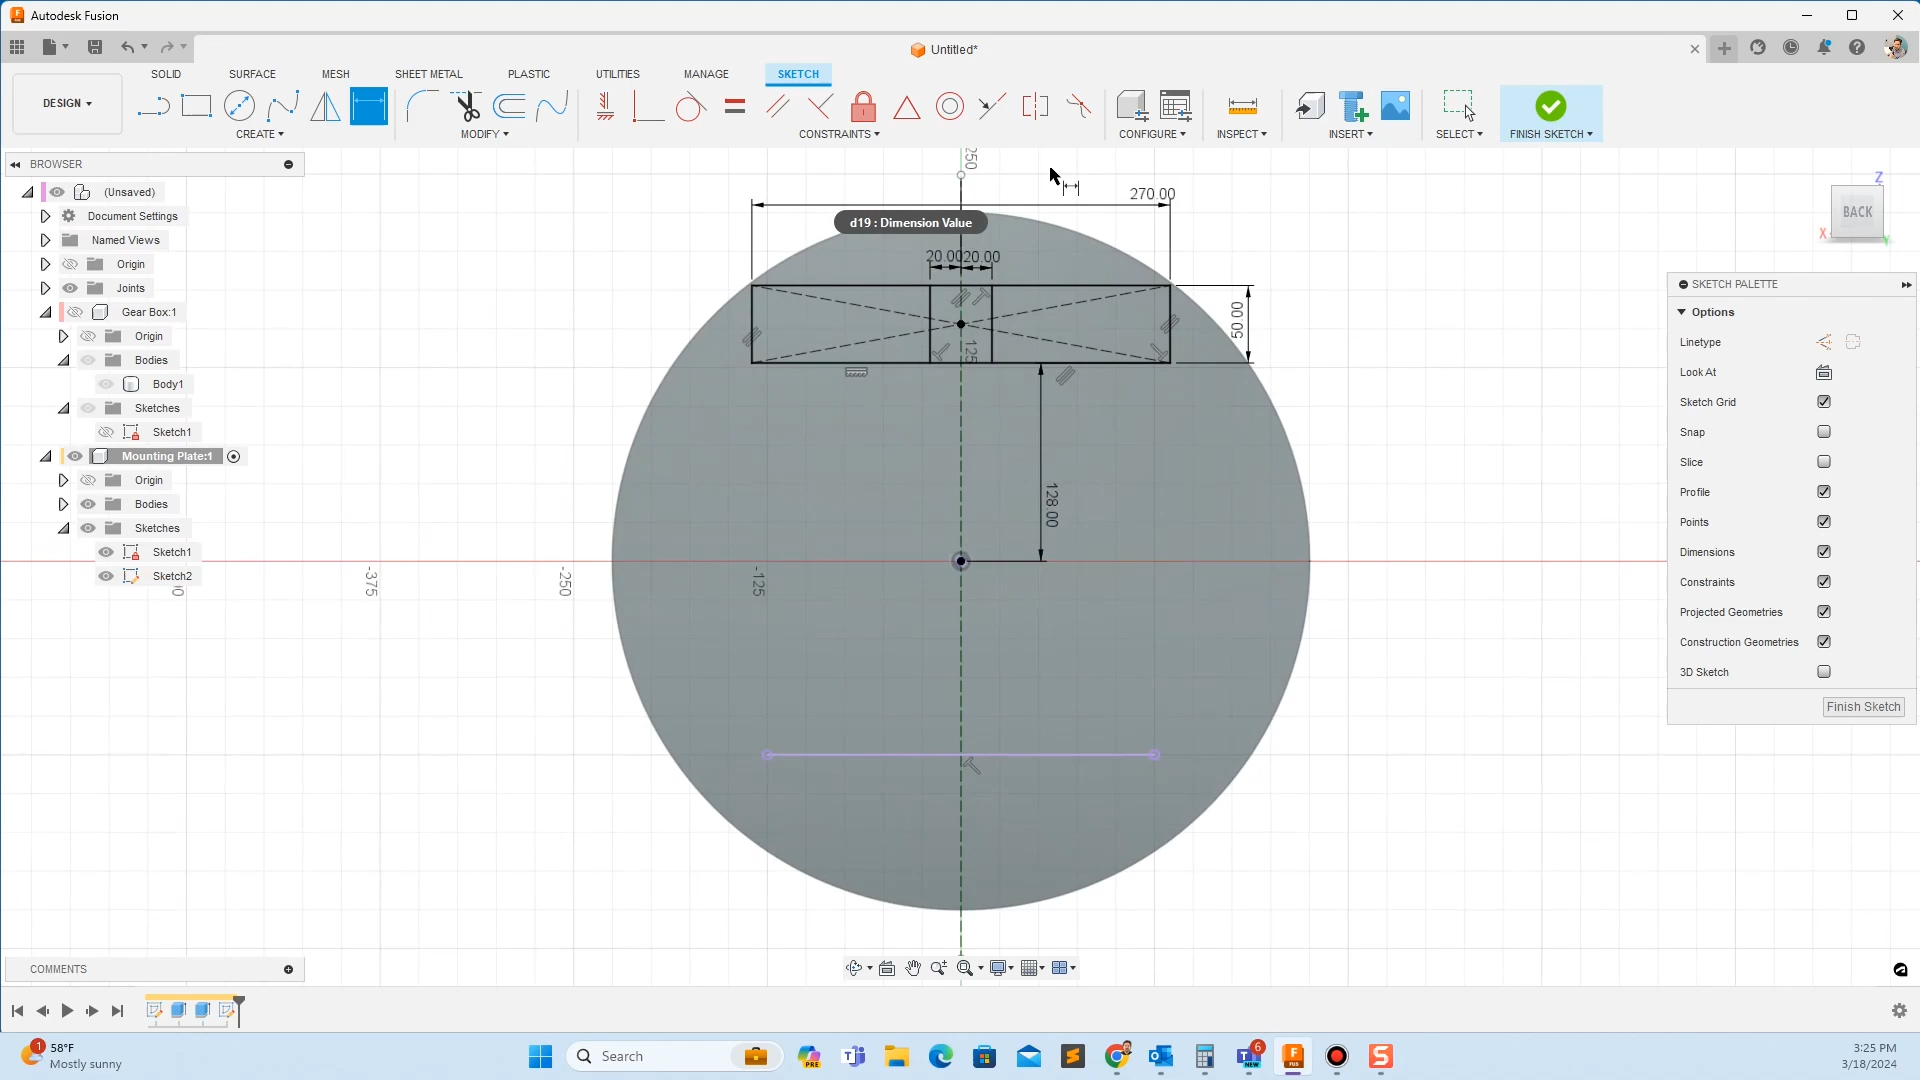 Autodesk Fusion
Untitled*
DESIGN
SOLID
SURFACE
MESH
SHEET METAL
PLASTIC
UTILITIES
MANAGE
SKETCH
CREATE
MODIFY
CONSTRAINTS
CONFIGURE
INSPECT
INSERT
SELECT
FINISH SKETCH
BROWSER
(Unsaved)
Document Settings
Named Views
Origin
Joints
Gear Box:1
Origin
Bodies
Body1
Sketches
Sketch1
Mounting Plate:1
Origin
Bodies
Sketches
Sketch1
Sketch2
250
270.00
d19 : Dimension Value
20.00
20.00
50.00
125
128.00
-375
-250
-125
Z
BACK
X
Y
SKETCH PALETTE
Options
Linetype
Look At
Sketch Grid
Snap
Slice
Profile
Points
Dimensions
Constraints
Projected Geometries
Construction Geometries
3D Sketch
Finish Sketch
COMMENTS
1
58°F
Mostly sunny
Search
PRE
6
NEW
3:25 PM
3/18/2024